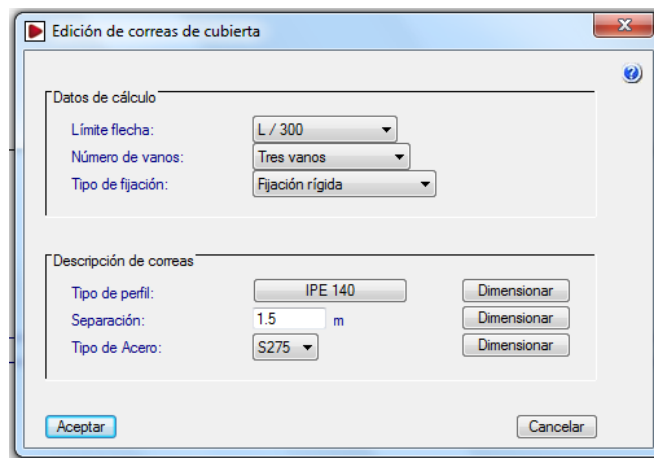 Edición de correas de cubierta
Datos de cálculo
Límite flecha: L / 300
Número de vanos: Tres vanos
Tipo de fijación: Fijación rígida
Descripción de correas
Tipo de perfil: IPE 140 Dimensionar
Separación: 1.5 m Dimensionar
Tipo de Acero: S275 Dimensionar
Aceptar Cancelar